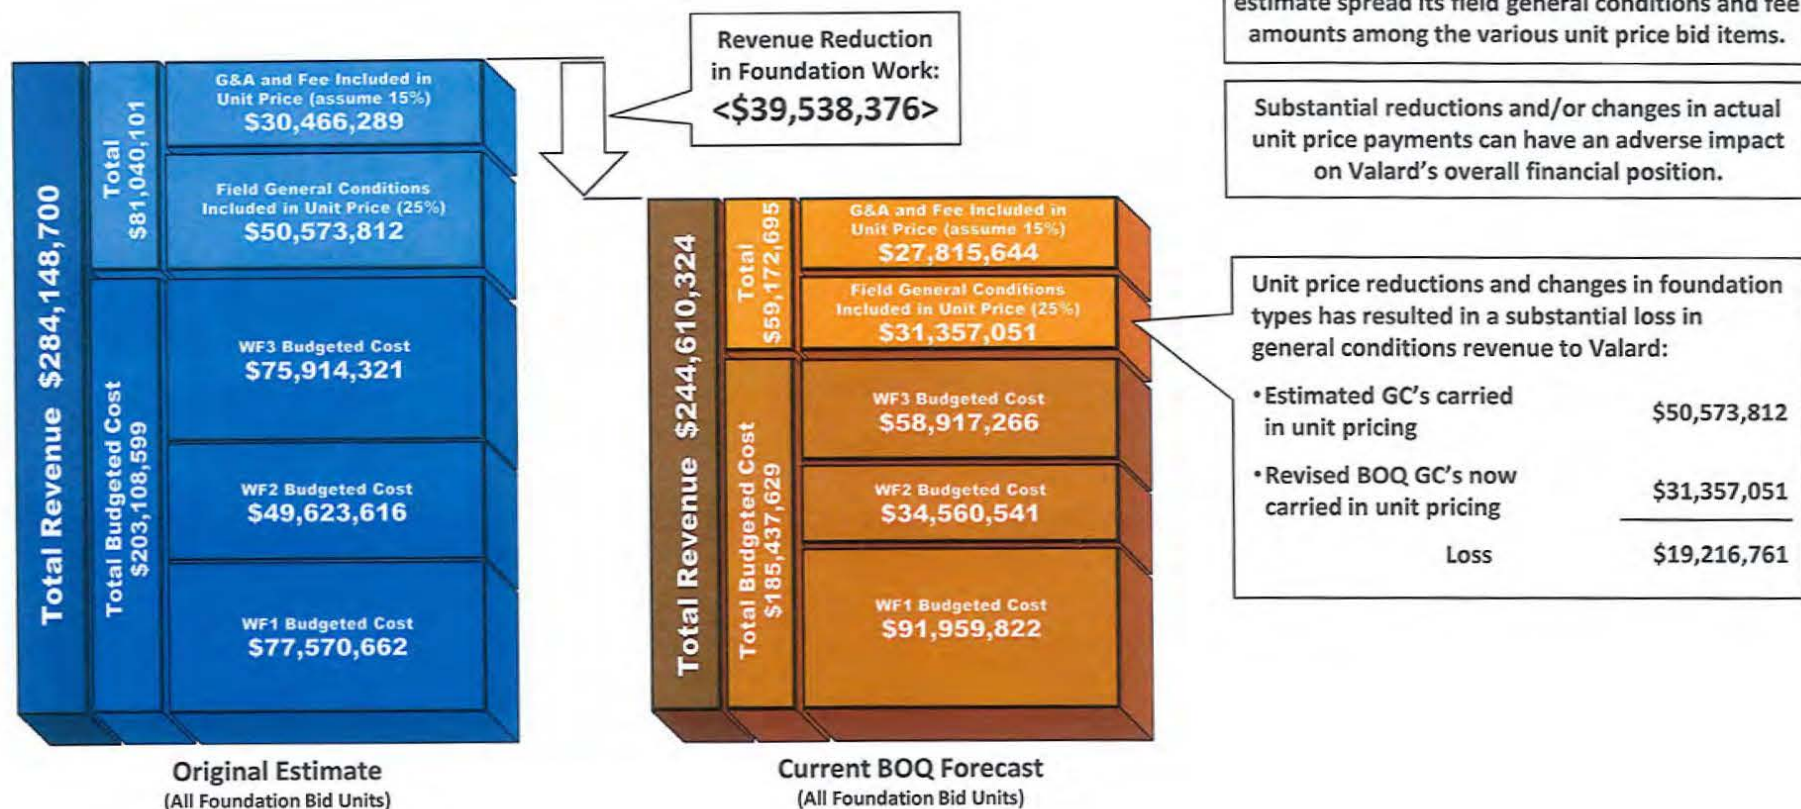 estimate spread its field general conditions and fee
amounts among the various unit price bid items.
Substantial reductions and/or changes in actual
unit price payments can have an adverse impact
on Valard's overall financial position.
Revenue Reduction
in Foundation Work:
<$39,538,376>
Total Revenue $284,148,700
Total
$81,040,101
G&A and Fee Included in
Unit Price (assume 15%)
$30,466,289
Field General Conditions
Included in Unit Price (25%)
$50,573,812
Total Budgeted Cost
$203,108,599
WF3 Budgeted Cost
$75,914,321
WF2 Budgeted Cost
$49,623,616
WF1 Budgeted Cost
$77,570,662
Original Estimate
(All Foundation Bid Units)
Total Revenue $244,610,324
Total
$59,172,695
G&A and Fee Included in
Unit Price (assume 15%)
$27,815,644
Field General Conditions
Included in Unit Price (25%)
$31,357,051
Total Budgeted Cost
$185,437,629
WF3 Budgeted Cost
$58,917,266
WF2 Budgeted Cost
$34,560,541
WF1 Budgeted Cost
$91,959,822
Current BOQ Forecast
(All Foundation Bid Units)
Unit price reductions and changes in foundation
types has resulted in a substantial loss in
general conditions revenue to Valard:
•Estimated GC's carried
in unit pricing $50,573,812
•Revised BOQ GC's now
carried in unit pricing $31,357,051
Loss $19,216,761